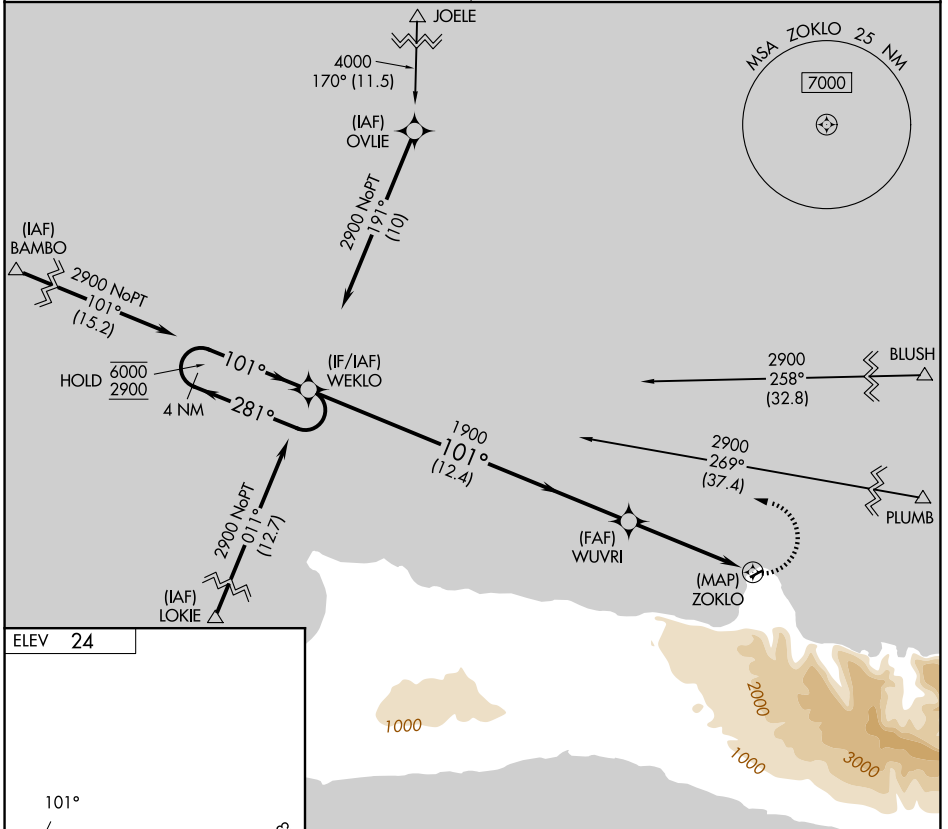 JOELE
4000
170° (11.5)
MSA ZOKLO 25 NM
7000
(IAF)
OVLIE
2900 NoPT
191°
(10)
(IAF)
BAMBO
2900 NoPT
101°
(15.2)
HOLD
6000
2900
4 NM
101°
281°
(IF/IAF)
WEKLO
1900
101°
(12.4)
2900
258°
(32.8)
BLUSH
2900
269°
(37.4)
PLUMB
2900 NoPT
011°
(12.7)
(IAF)
LOKIE
(FAF)
WUVRI
(MAP)
ZOKLO
ELEV 24
1000
2000
1000
3000
101°